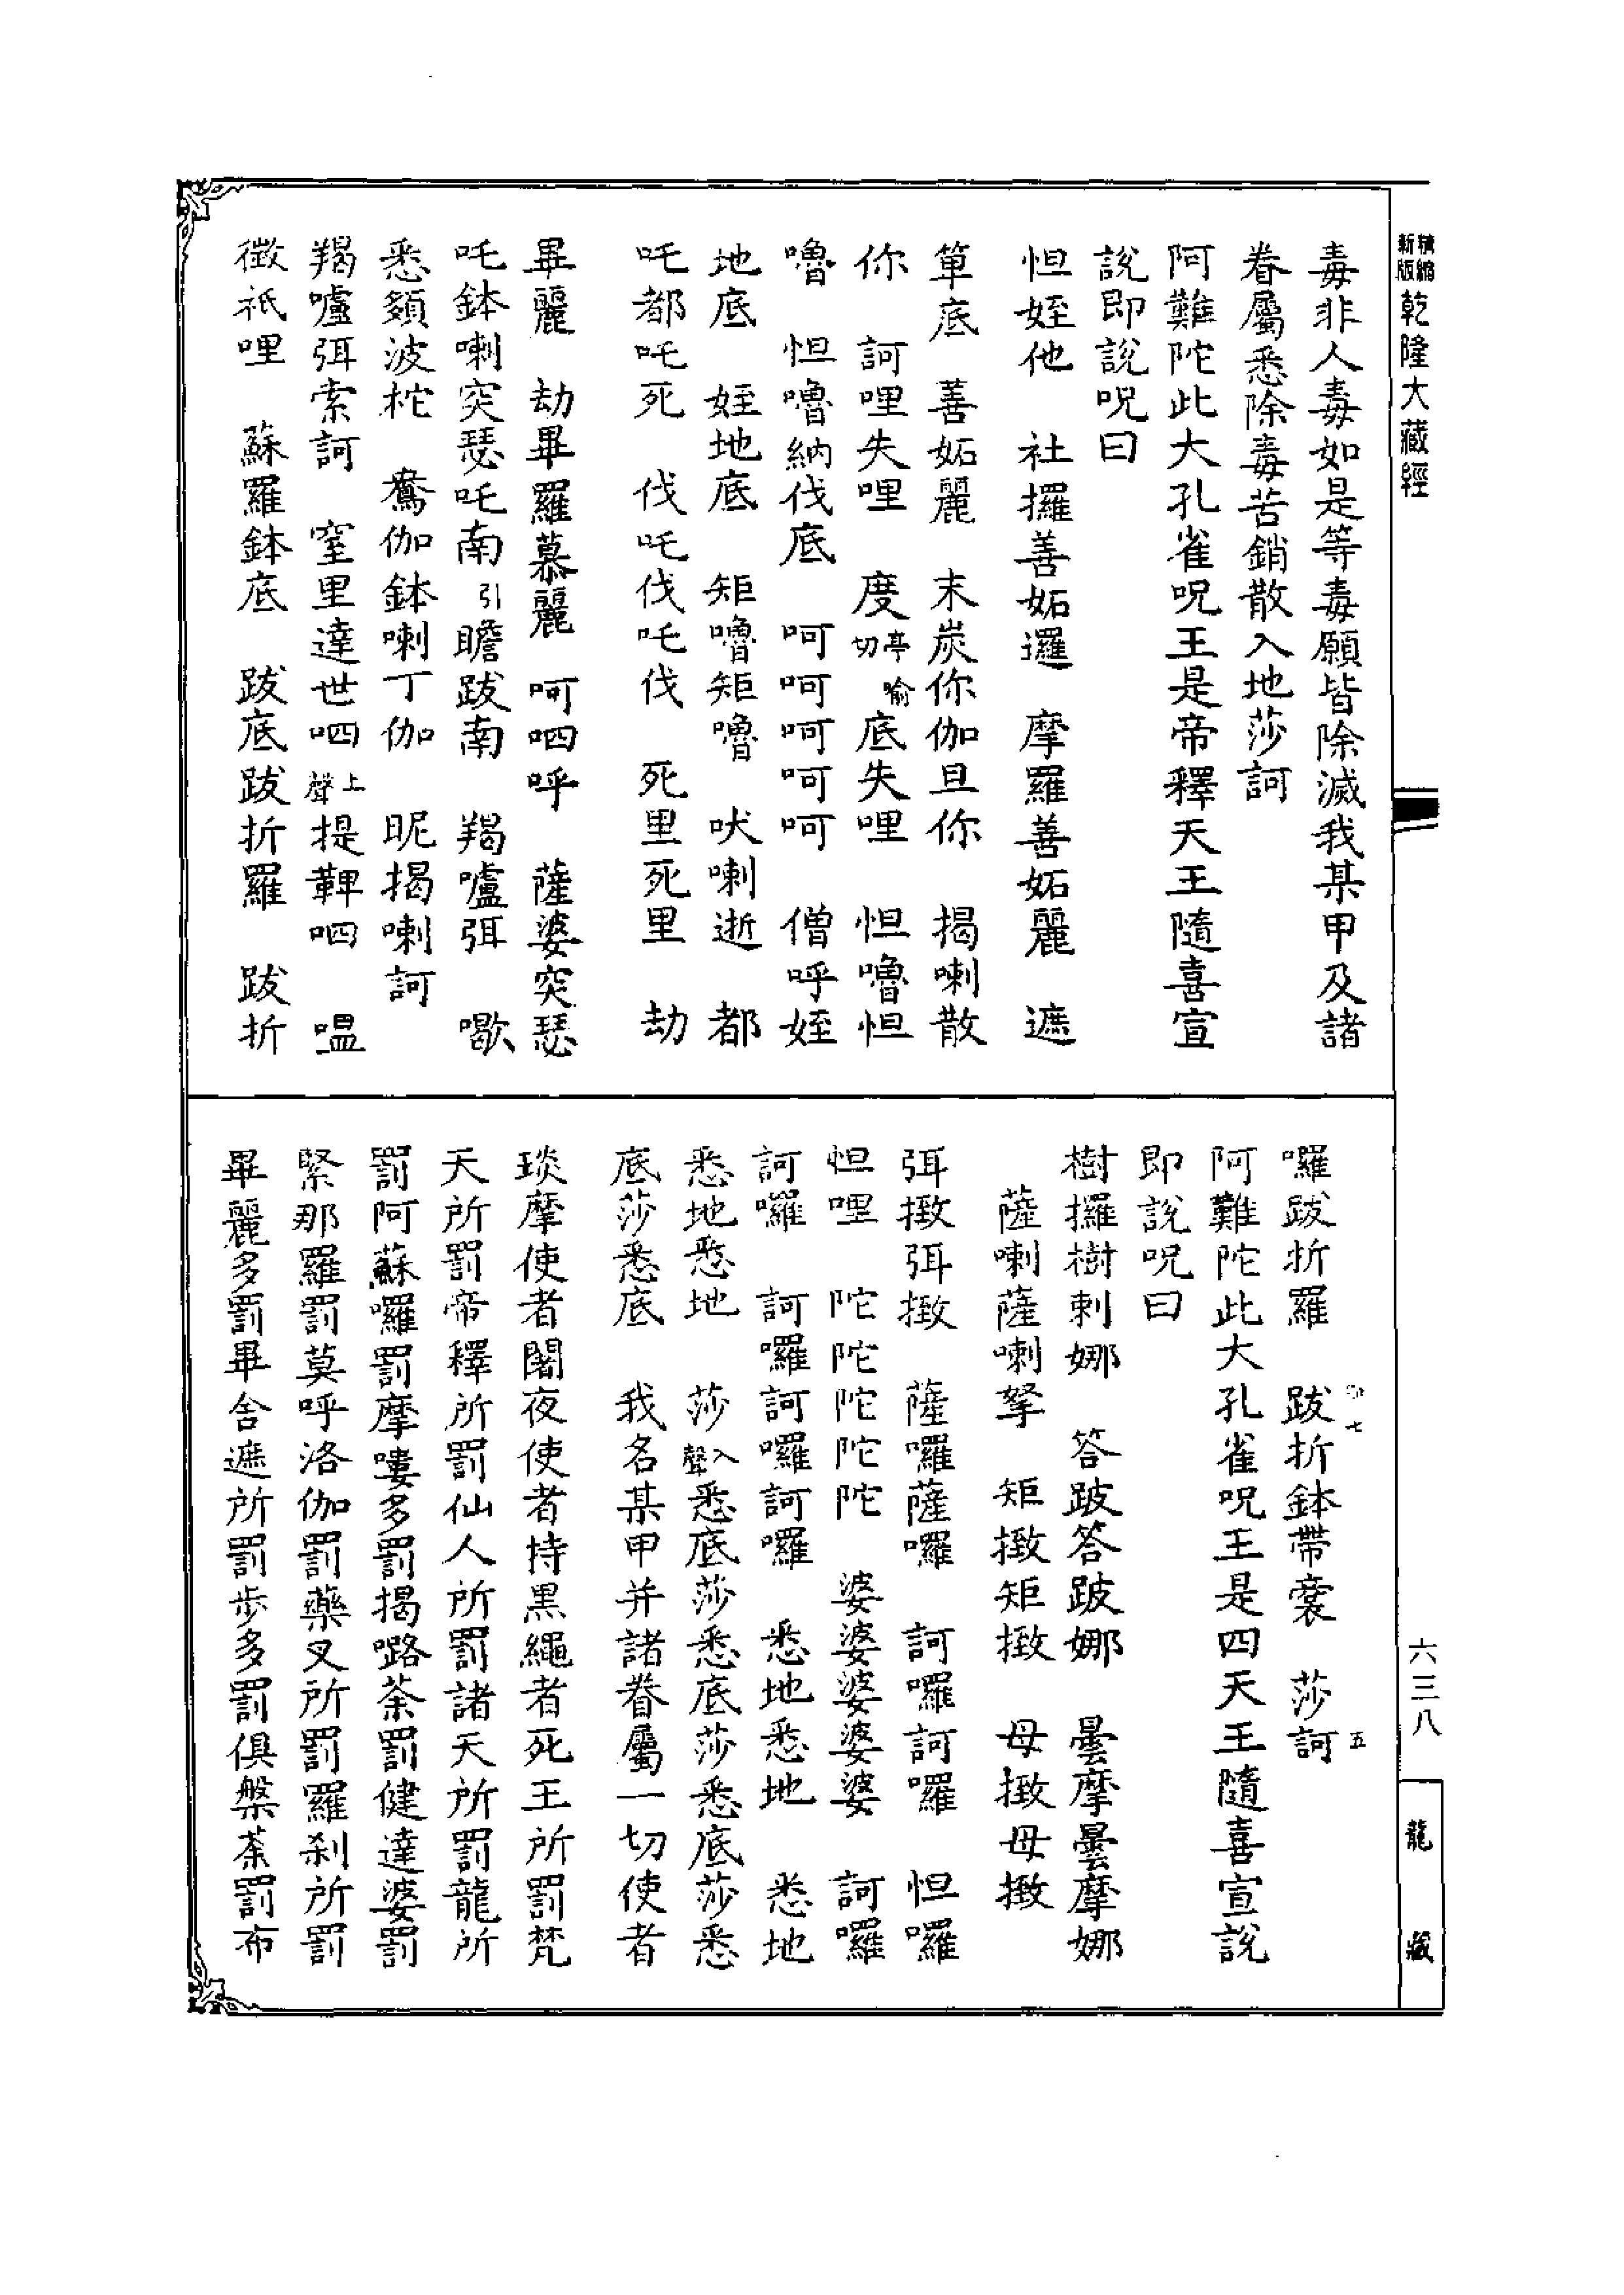 新版 精縮 乾隆大藏經
毒非人毒如是等毒願皆除滅我某甲及諸
眷屬悉除毒苦銷散入地莎訶
阿難陀此大孔雀呪王是帝釋天王隨喜宣
說即說呪曰
怛姪他 社攞善妬邏 摩羅善妬麗 遮
箪底 善妬麗 末炭你伽旦你 揭喇散
你 訶哩失哩 度亭喻切底失哩 怛嚕怛
嚕 怛嚕納伐底 呵呵呵呵呵 僧呼姪
地底 姪地底 矩嚕矩嚕 吠喇逝 都
吒都吒死 伐吒伐吒伐 死里死里 劫
畢麗 劫畢羅慕麗 呵呬呼 薩婆突瑟
吒鉢喇突瑟吒南引瞻跋南 羯嚧弭 歇
悉頞波柁 鴦伽鉢喇丁伽 昵揭喇訶
羯嚧弭索訶 窒里達世呬上聲提鞞呬 嗢
徵祇哩 蘇羅鉢底 跋底跋折羅 跋折
囉跋折羅 跋折鉢帶裳 莎訶五
阿難陀此大孔雀呪王是四天王隨喜宣說
即說呪曰
樹攞樹剌娜 答跛答跛娜 曇摩曇摩娜
薩喇薩喇拏 矩㨖矩㨖 母㨖母㨖
弭㨖弭㨖 薩囉薩囉 訶囉訶囉 怛囉
怛哩 陀陀陀陀陀 婆婆婆婆婆 訶囉
訶囉 訶囉訶囉訶囉 悉地悉地 悉地
悉地悉地 莎入聲悉底莎悉底莎悉底莎悉
底莎悉底 我名某甲并諸眷屬一切使者
琰摩使者闍夜使者持黑繩者死王所罰梵
天所罰帝釋所罰仙人所罰諸天所罰龍所
罰阿蘇囉罰摩嘍多罰揭路荼罰健達婆罰
緊那羅罰莫呼洛伽罰藥叉所罰羅刹所罰
畢麗多罰畢舍遮所罰步多罰俱槃荼罰布
七
六三八
龍 藏